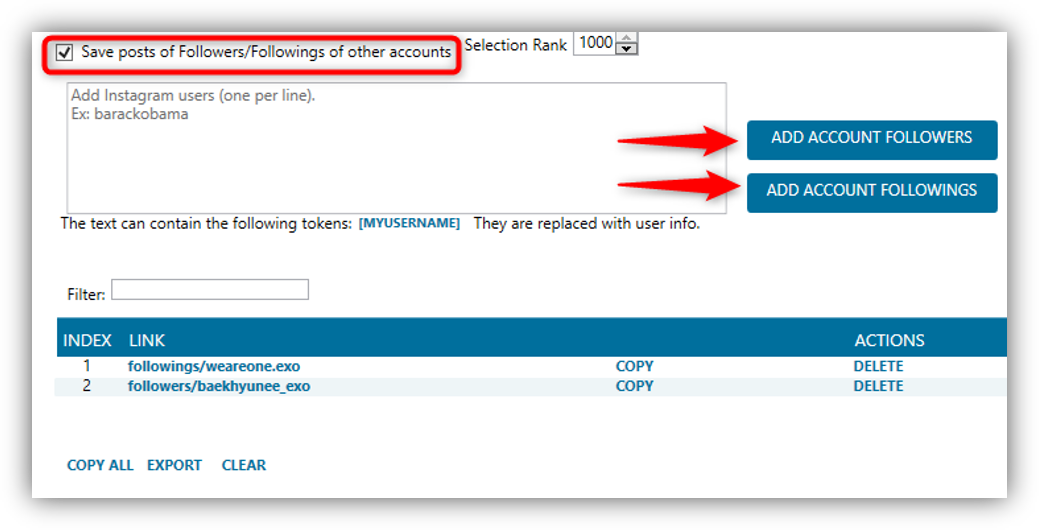 Save posts of Followers/Followings of other accounts Selection Rank 1000
Add Instagram users (one per line).
Ex: barackobama
ADD ACCOUNT FOLLOWERS
ADD ACCOUNT FOLLOWINGS
The text can contain the following tokens: [MYUSERNAME] They are replaced with user info.
Filter:
INDEX LINK ACTIONS
1 followings/weareone.exo COPY DELETE
2 followers/baekhyunee_exo COPY DELETE
COPY ALL EXPORT CLEAR